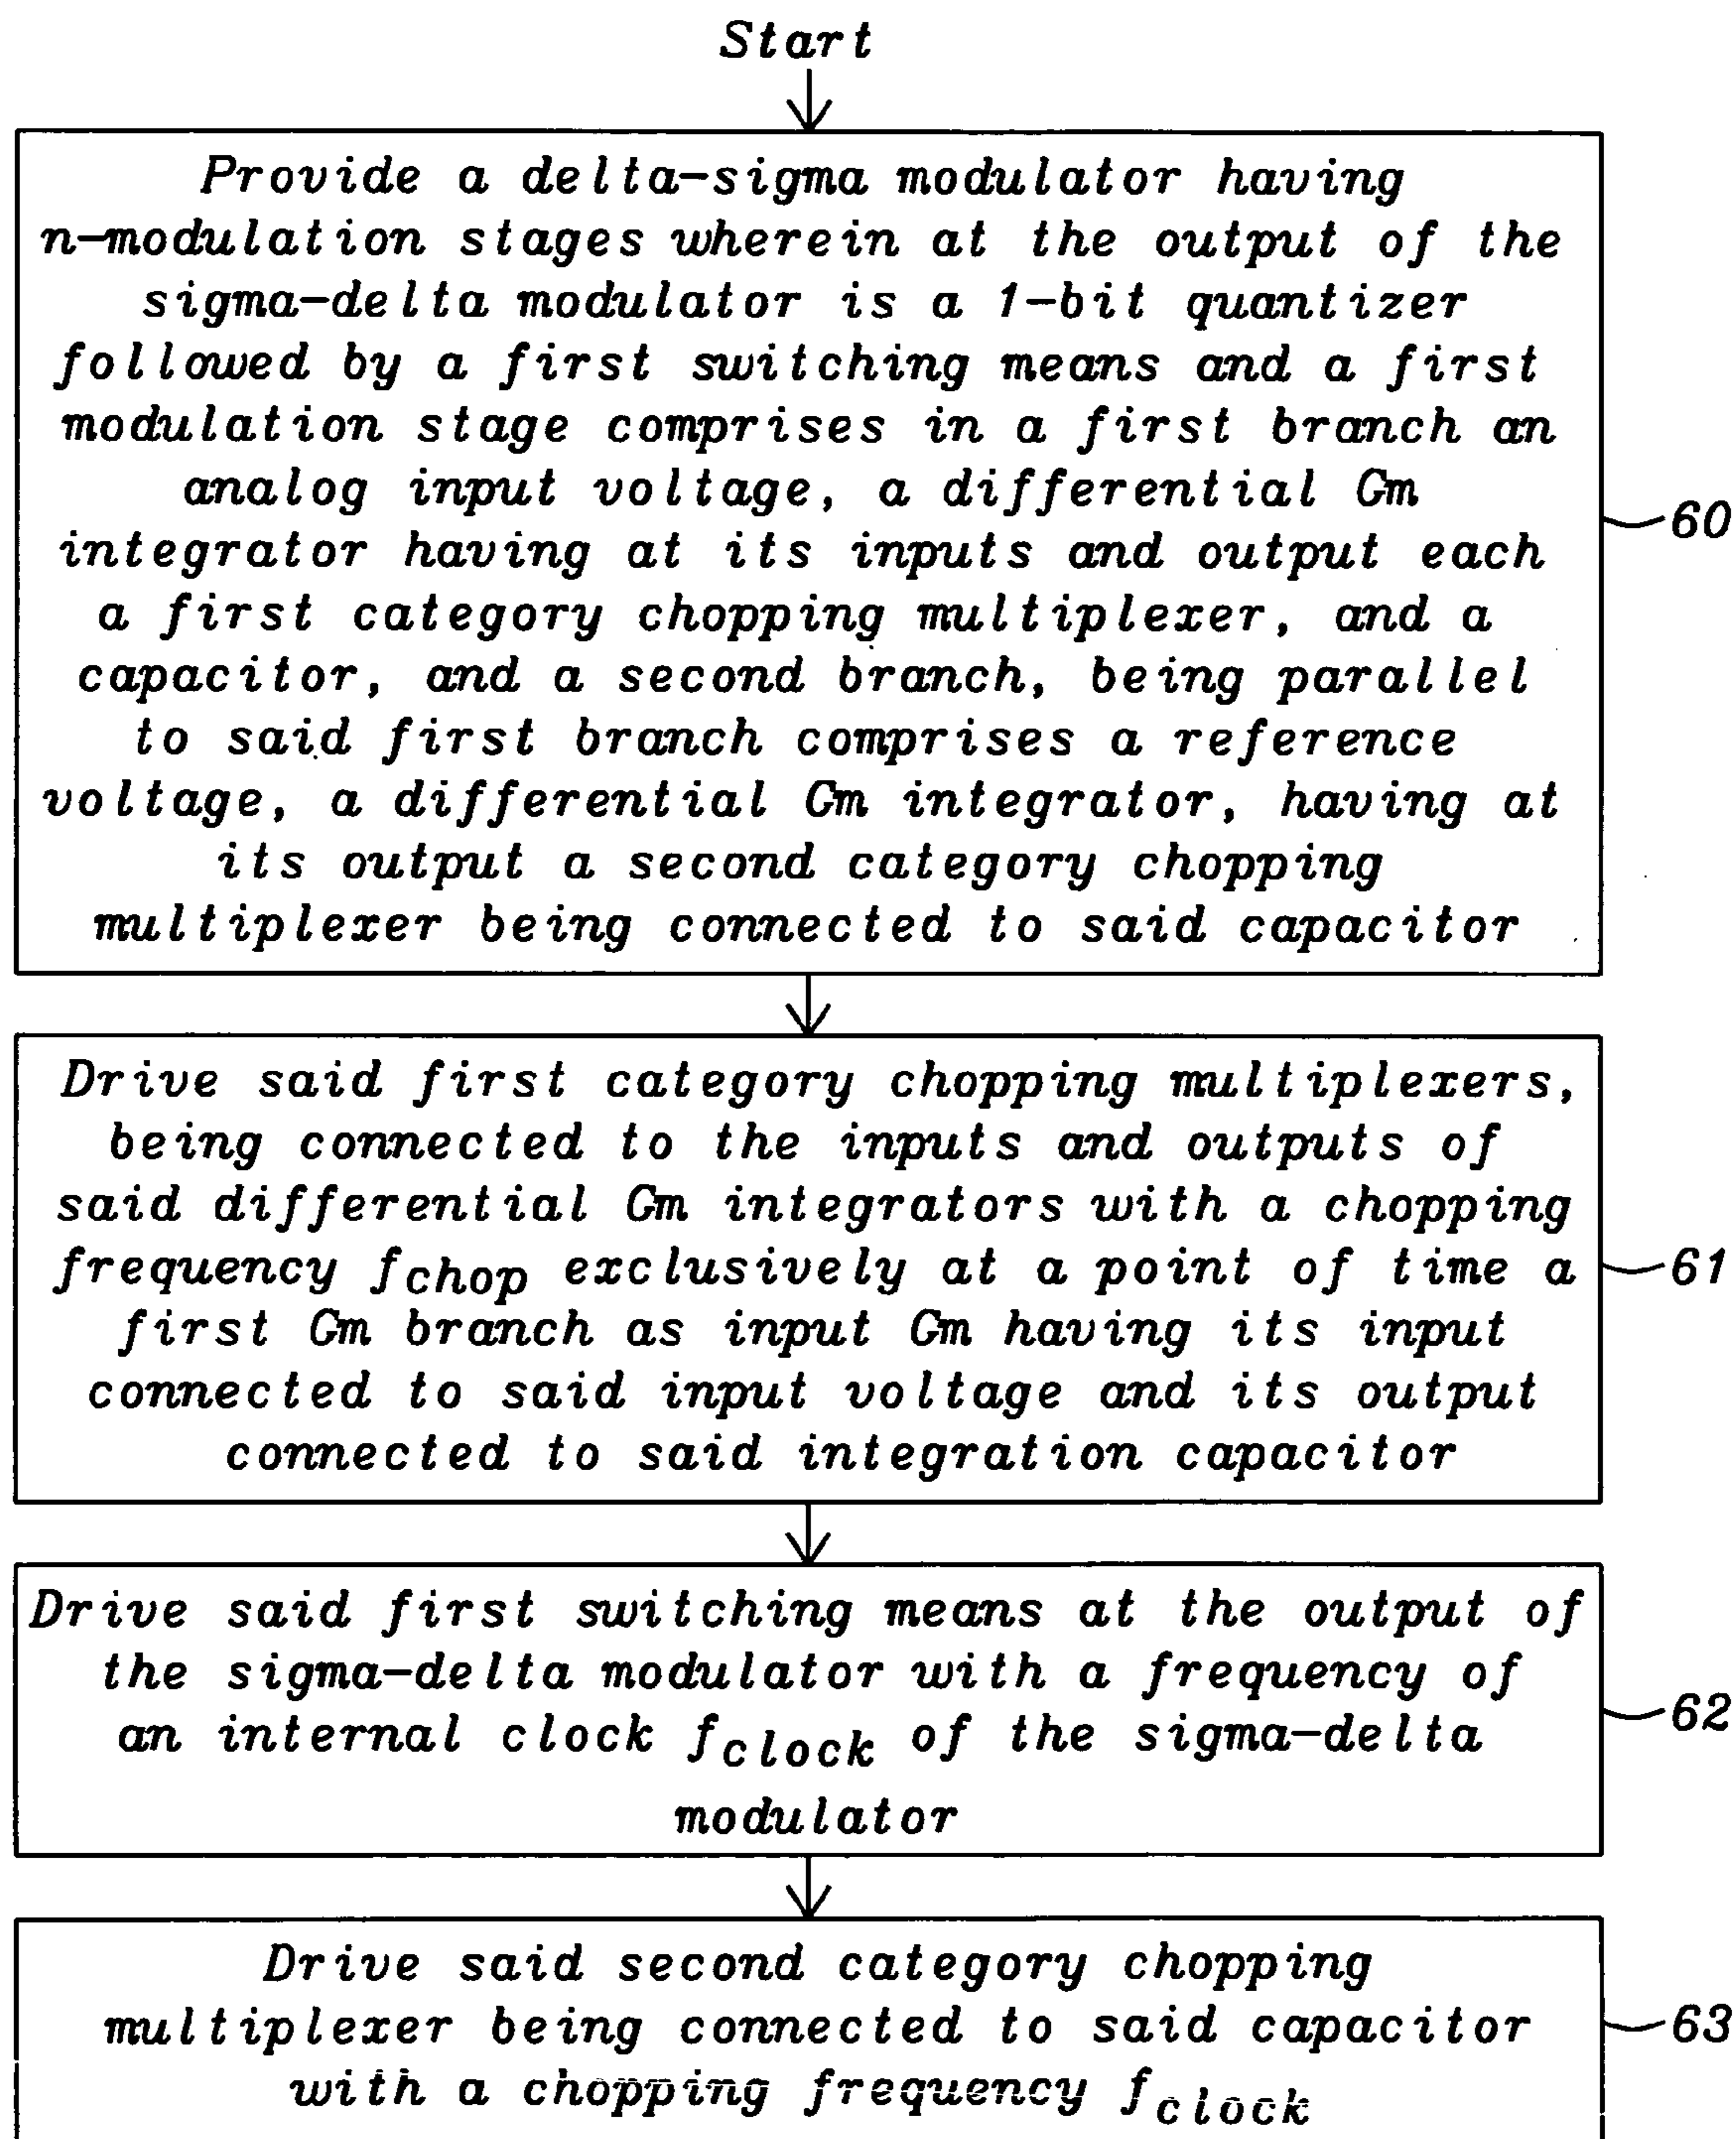 Start
Provide a delta-sigma modulator having
n-modulation stages wherein at the output of the
sigma-delta modulator is a 1-bit quantizer
followed by a first switching means and a first
modulation stage comprises in a first branch an
analog input voltage, a differential Gm
integrator having at its inputs and output each
a first category chopping multiplexer, and a
capacitor, and a second branch, being parallel
to said first branch comprises a reference
voltage, a differential Gm integrator, having at
its output a second category chopping
multiplexer being connected to said capacitor
60
Drive said first category chopping multiplexers,
being connected to the inputs and outputs of
said differential Gm integrators with a chopping
frequency fchop exclusively at a point of time a
first Gm branch as input Gm having its input
connected to said input voltage and its output
connected to said integration capacitor
61
Drive said first switching means at the output of
the sigma-delta modulator with a frequency of
an internal clock fclock of the sigma-delta
modulator
62
Drive said second category chopping
multiplexer being connected to said capacitor
with a chopping frequency fclock
63